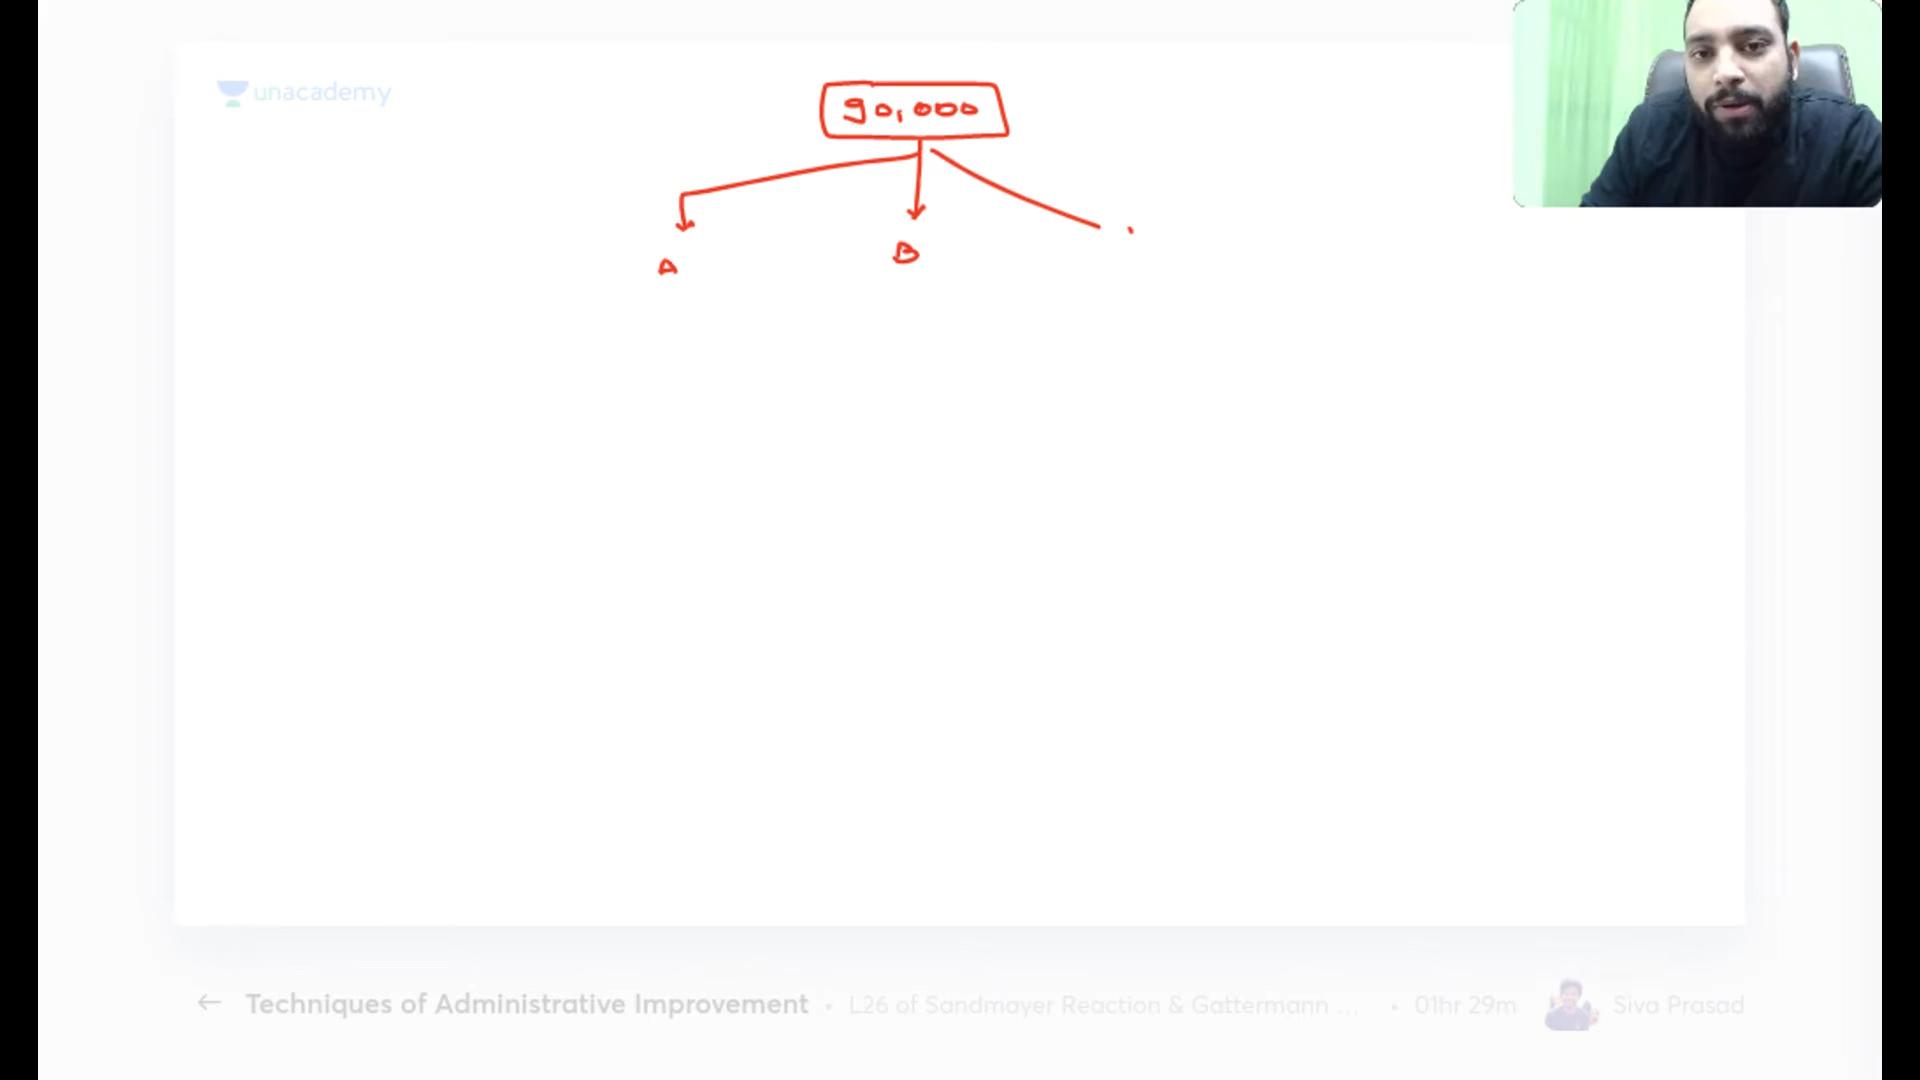 unacademy
90,000
A B
Techniques of Administrative Improvement • L26 of Sandmayer Reaction & Gattermann ... • 01hr 29m Siva Prasad